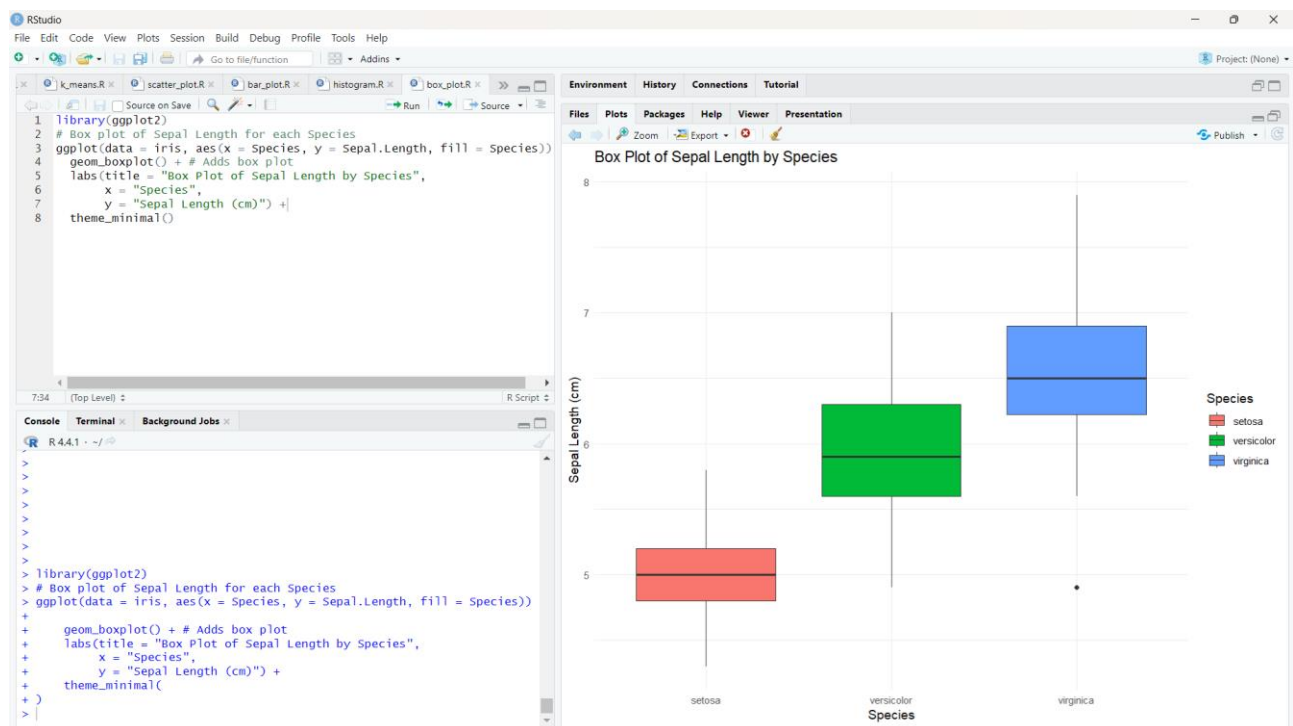 RStudio
File Edit Code View Plots Session Build Debug Profile Tools Help
Go to file/function Addins
Project: (None)
k_means.R scatter_plot.R bar_plot.R histogram.R box_plot.R
Source on Save Run Source
1 library(ggplot2)
2 # Box plot of Sepal Length for each Species
3 ggplot(data = iris, aes(x = Species, y = Sepal.Length, fill = Species))
4 geom_boxplot() + # Adds box plot
5 labs(title = "Box Plot of Sepal Length by Species",
6 x = "Species",
7 y = "Sepal Length (cm)") +
8 theme_minimal()
7:34 (Top Level) R Script
Console Terminal Background Jobs
R 4.4.1 · ~/
>
>
>
>
>
>
>
>
> library(ggplot2)
> # Box plot of Sepal Length for each Species
> ggplot(data = iris, aes(x = Species, y = Sepal.Length, fill = Species))
+
+ geom_boxplot() + # Adds box plot
+ labs(title = "Box Plot of Sepal Length by Species",
+ x = "Species",
+ y = "Sepal Length (cm)") +
+ theme_minimal(
+ )
>
Environment History Connections Tutorial
Files Plots Packages Help Viewer Presentation
Zoom Export Publish
Box Plot of Sepal Length by Species
8
7
6
5
Sepal Length (cm)
setosa versicolor virginica
Species
Species
setosa
versicolor
virginica